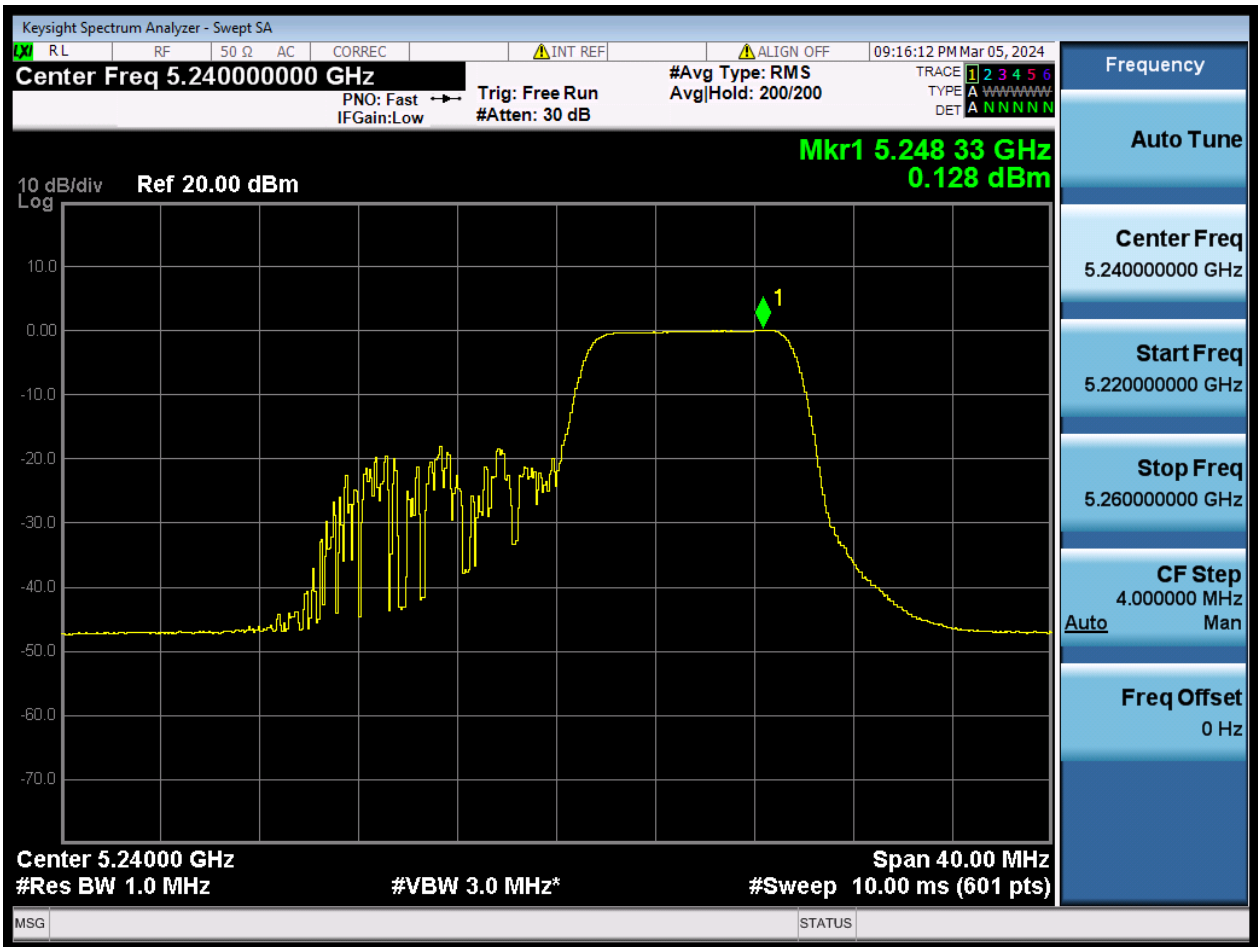 Keysight Spectrum Analyzer - Swept SA
LXI RL RF 50 Ω AC CORREC INT REF ALIGN OFF 09:16:12 PM Mar 05, 2024
Center Freq 5.240000000 GHz
PNO: Fast
IFGain:Low
Trig: Free Run
#Atten: 30 dB
#Avg Type: RMS
Avg|Hold: 200/200
TRACE 1 2 3 4 5 6
TYPE A WWWWW
DET A N N N N N
Mkr1 5.248 33 GHz
0.128 dBm
10 dB/div Ref 20.00 dBm
Log
1
10.0
0.00
-10.0
-20.0
-30.0
-40.0
-50.0
-60.0
-70.0
Center 5.24000 GHz Span 40.00 MHz
#Res BW 1.0 MHz #VBW 3.0 MHz* #Sweep 10.00 ms (601 pts)
MSG STATUS
Frequency
Auto Tune
Center Freq
5.240000000 GHz
Start Freq
5.220000000 GHz
Stop Freq
5.260000000 GHz
CF Step
4.000000 MHz
Auto Man
Freq Offset
0 Hz